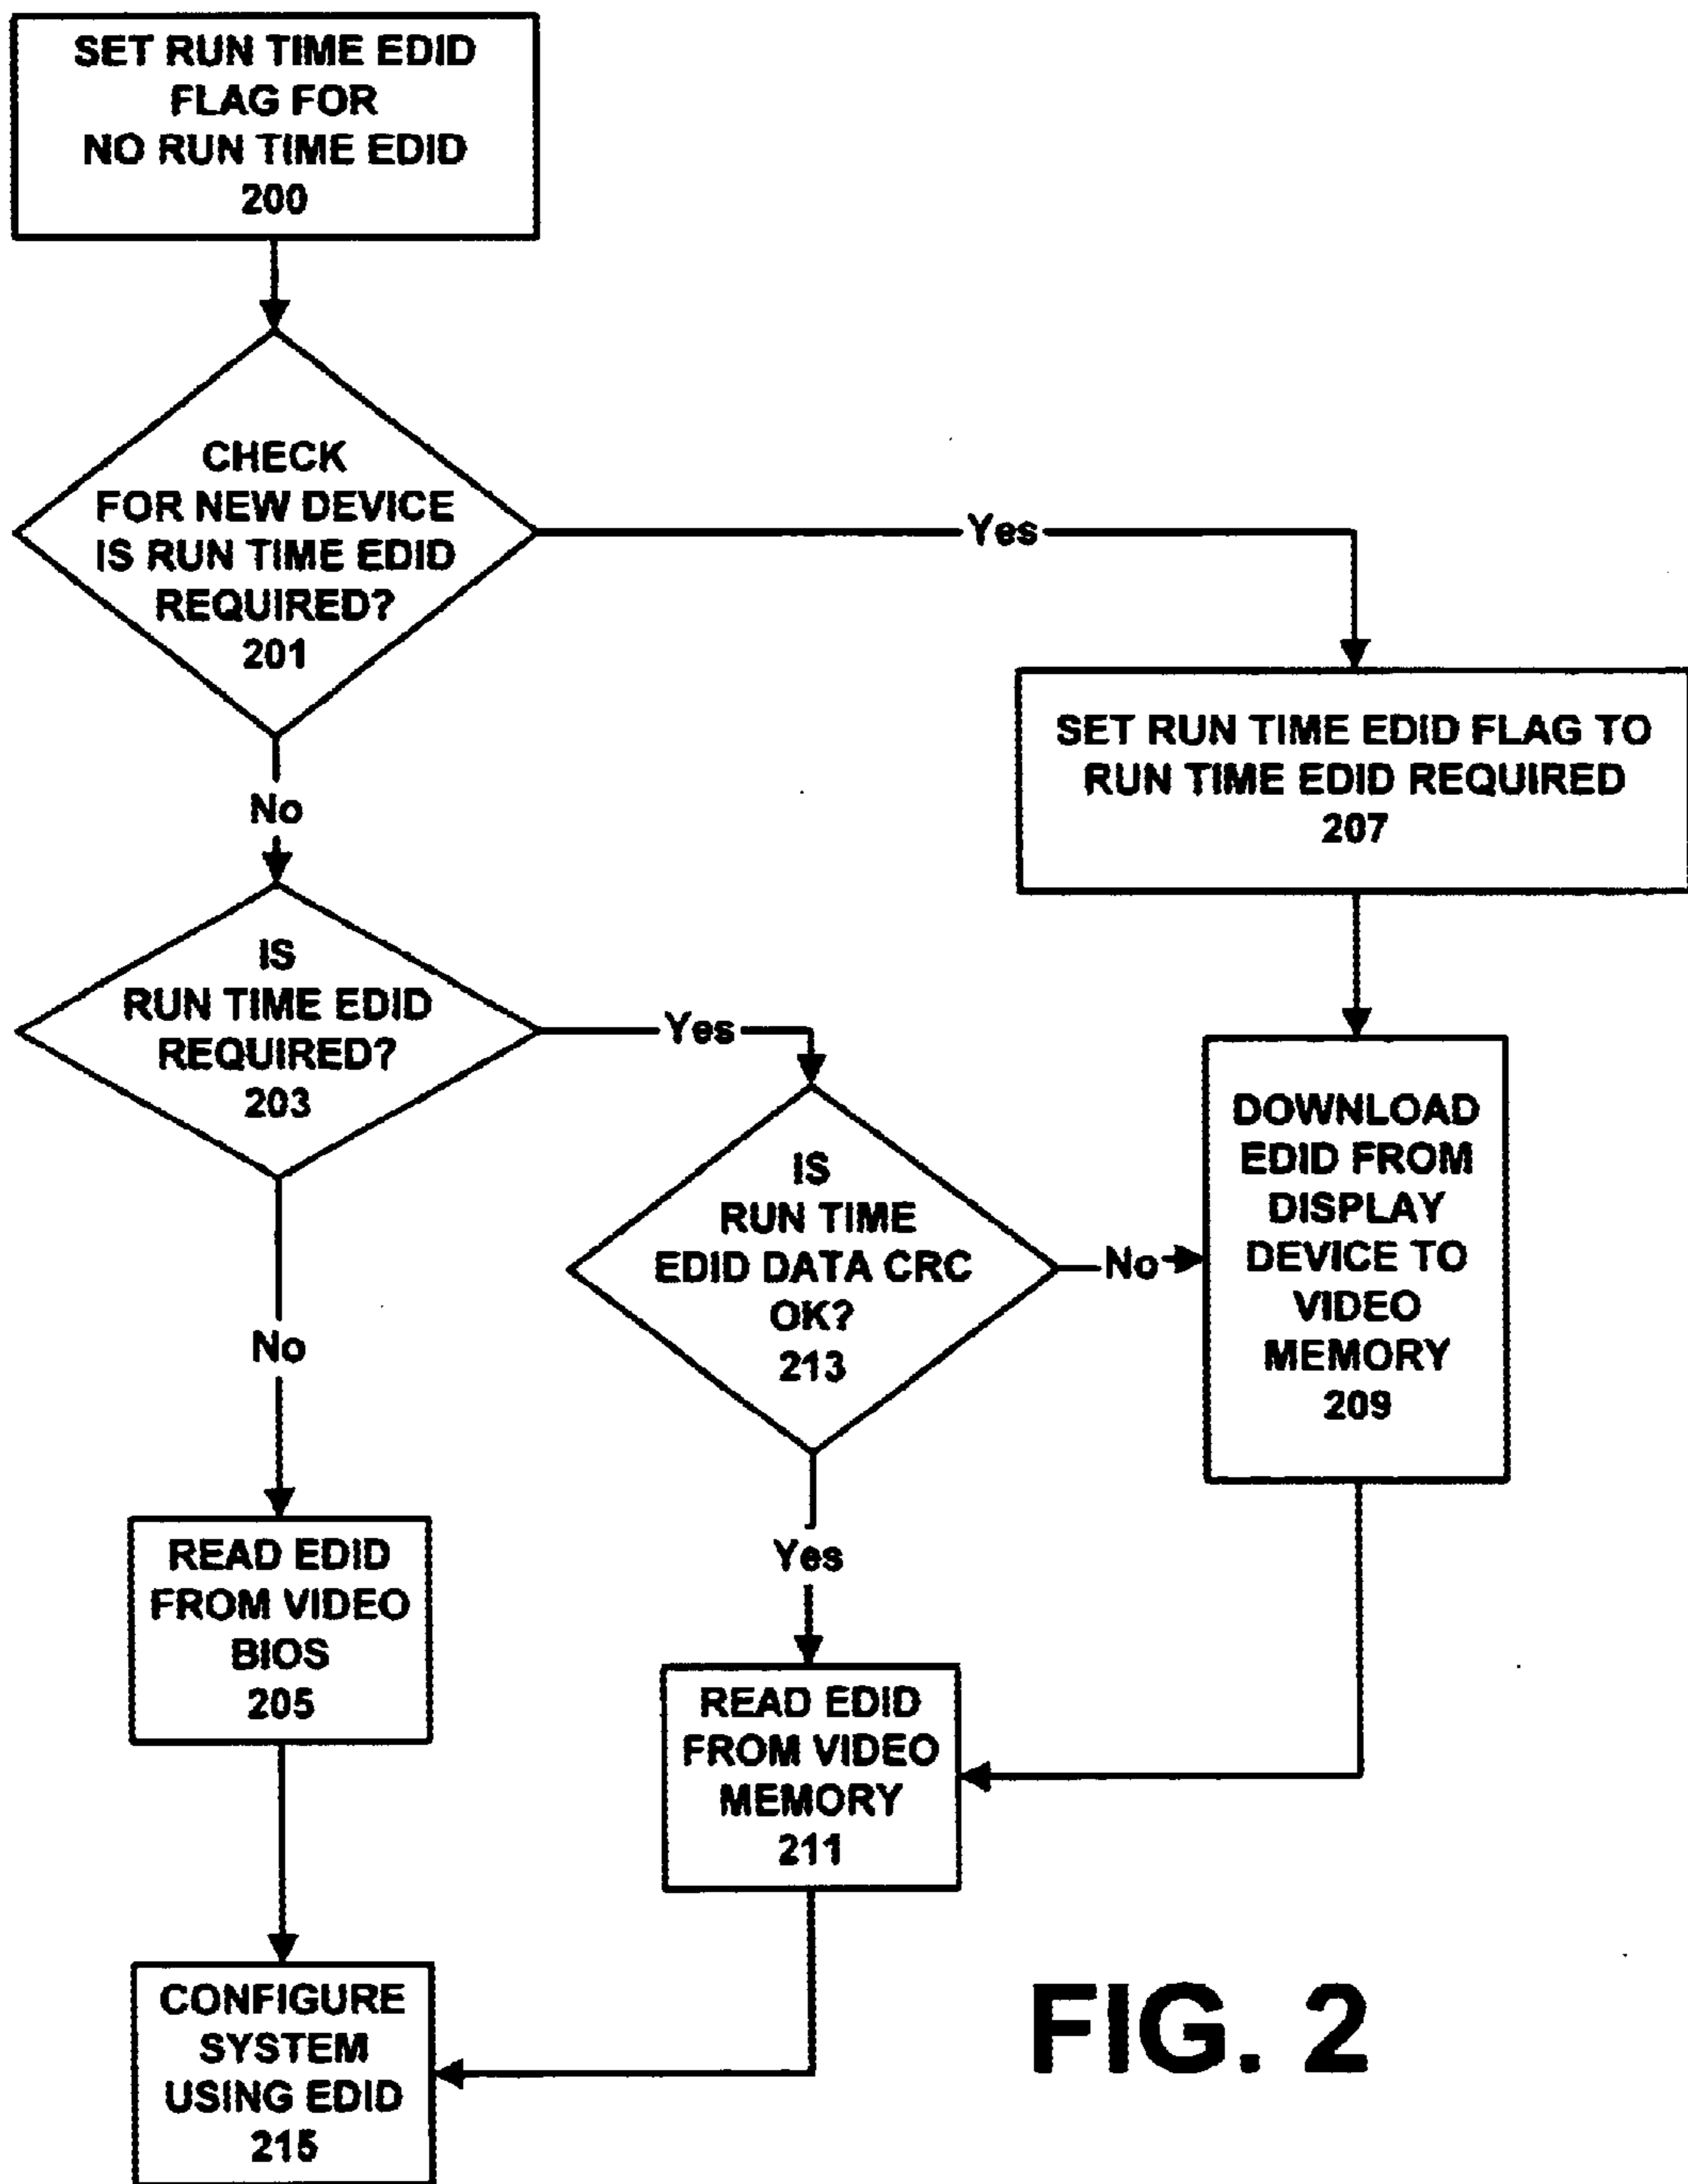 SET RUN TIME EDID
FLAG FOR
NO RUN TIME EDID
200
CHECK
FOR NEW DEVICE
IS RUN TIME EDID
REQUIRED?
201
Yes
No
SET RUN TIME EDID FLAG TO
RUN TIME EDID REQUIRED
207
IS
RUN TIME EDID
REQUIRED?
203
Yes
No
IS
RUN TIME
EDID DATA CRC
OK?
213
No
Yes
DOWNLOAD
EDID FROM
DISPLAY
DEVICE TO
VIDEO
MEMORY
209
READ EDID
FROM VIDEO
BIOS
205
READ EDID
FROM VIDEO
MEMORY
211
CONFIGURE
SYSTEM
USING EDID
215
FIG. 2